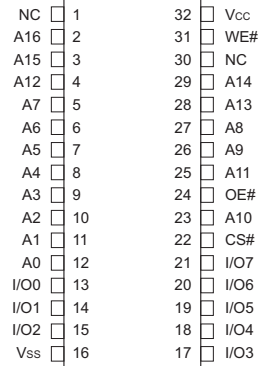 NC 1 32 Vcc
A16 2 31 WE#
A15 3 30 NC
A12 4 29 A14
A7 5 28 A13
A6 6 27 A8
A5 7 26 A9
A4 8 25 A11
A3 9 24 OE#
A2 10 23 A10
A1 11 22 CS#
A0 12 21 I/O7
I/O0 13 20 I/O6
I/O1 14 19 I/O5
I/O2 15 18 I/O4
Vss 16 17 I/O3